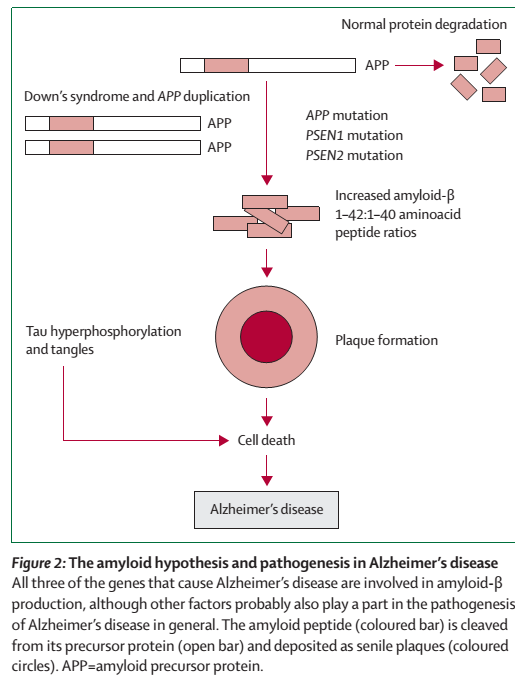 Normal protein degradation
APP
Down's syndrome and APP duplication
APP
APP
APP mutation
PSEN1 mutation
PSEN2 mutation
Increased amyloid-β
1–42:1–40 aminoacid
peptide ratios
Tau hyperphosphorylation
and tangles
Plaque formation
Cell death
Alzheimer's disease
Figure 2: The amyloid hypothesis and pathogenesis in Alzheimer's disease
All three of the genes that cause Alzheimer's disease are involved in amyloid-β
production, although other factors probably also play a part in the pathogenesis
of Alzheimer's disease in general. The amyloid peptide (coloured bar) is cleaved
from its precursor protein (open bar) and deposited as senile plaques (coloured
circles). APP=amyloid precursor protein.